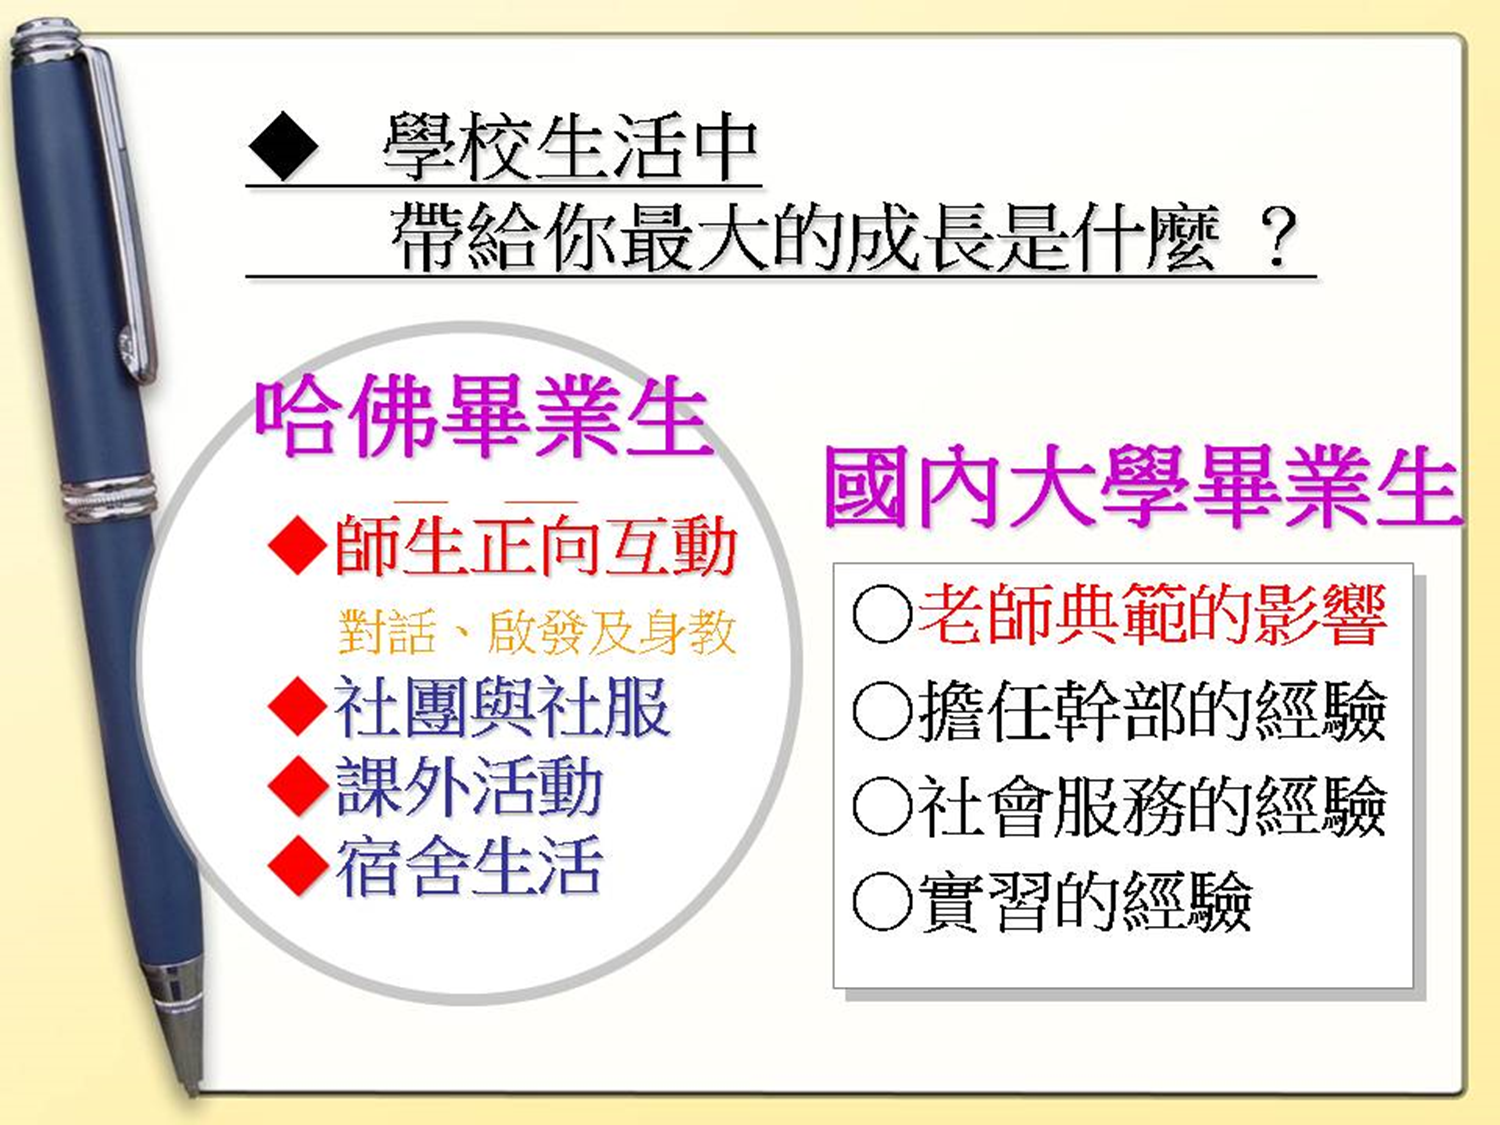 ◆ 學校生活中
帶給你最大的成長是什麼 ？
哈佛畢業生
◆師生正向互動
對話、啟發及身教
◆社團與社服
◆課外活動
◆宿舍生活
國內大學畢業生
○老師典範的影響
○擔任幹部的經驗
○社會服務的經驗
○實習的經驗